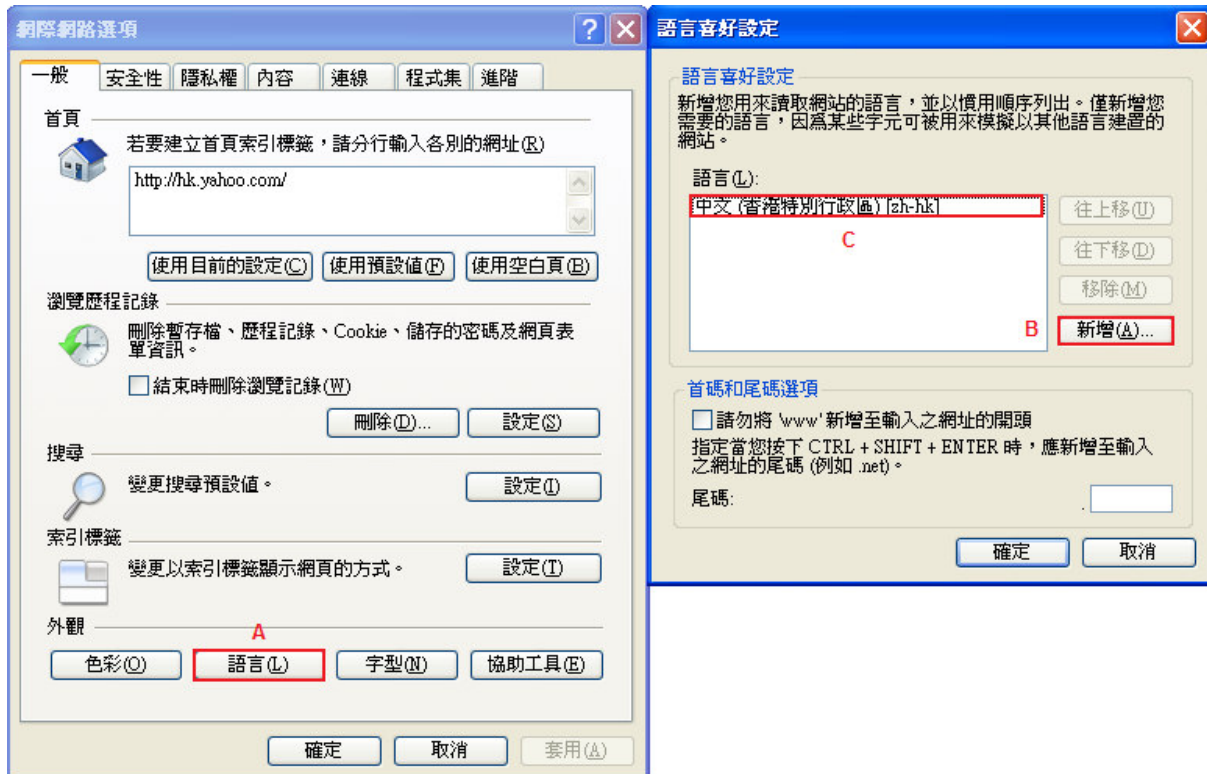 網際網路選項
一般 安全性 隱私權 內容 連線 程式集 進階
首頁
若要建立首頁索引標籤，請分行輸入各別的網址(R)
http://hk.yahoo.com/
使用目前的設定(C) 使用預設值(F) 使用空白頁(B)
瀏覽歷程記錄
刪除暫存檔、歷程記錄、Cookie、儲存的密碼及網頁表
單資訊。
結束時刪除瀏覽記錄(W)
刪除(D)... 設定(S)
搜尋
變更搜尋預設值。 設定(I)
索引標籤
變更以索引標籤顯示網頁的方式。 設定(T)
外觀
A
色彩(O) 語言(L) 字型(N) 協助工具(E)
確定 取消 套用(A)
語言喜好設定
語言喜好設定
新增您用來讀取網站的語言，並以慣用順序列出。僅新增您
需要的語言，因為某些字元可被用來模擬以其他語言建置的
網站。
語言(L):
中文 (香港特別行政區) [zh-hk] 往上移(U)
C
往下移(D)
移除(M)
B 新增(A)...
首碼和尾碼選項
請勿將 'www' 新增至輸入之網址的開頭
指定當您按下 CTRL + SHIFT + ENTER 時，應新增至輸入
之網址的尾碼 (例如 .net)。
尾碼: .
確定 取消